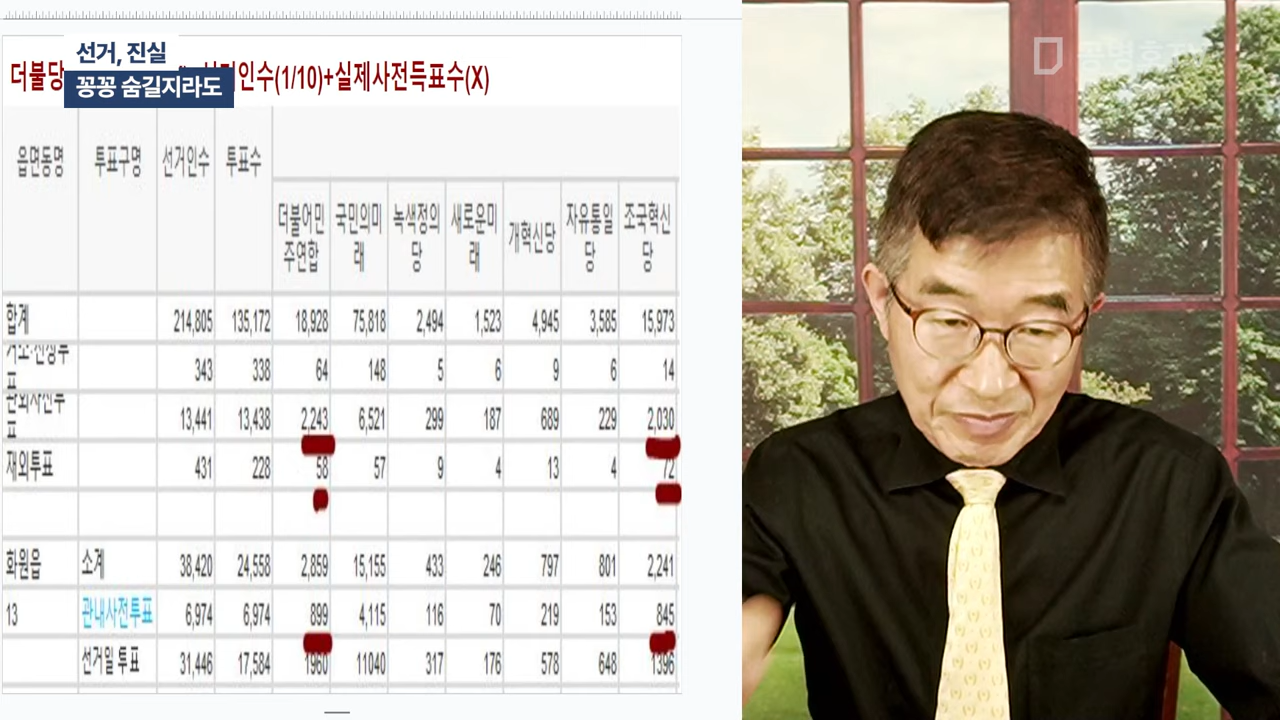 선거, 진실
꽁꽁 숨길지라도
더불당 인수(1/10)+실제사전득표수(X)
공병호TV
읍면동명 투표구명 선거인수 투표수
더불어민주연합 국민의미래 녹색정의당 새로운미래 개혁신당 자유통일당 조국혁신당
합계 214,805 135,172 18,928 75,818 2,494 1,523 4,945 3,585 15,973
343 338 64 148 5 6 9 6 14
13,441 13,438 2,243 6,521 299 187 689 229 2,030
재외투표 431 228 58 57 9 4 13 4 72
화원읍 소계 38,420 24,558 2,859 15,155 433 246 797 801 2,241
13 관내사전투표 6,974 6,974 899 4,115 116 70 219 153 845
선거일 투표 31,446 17,584 1960 11040 317 176 578 648 1396